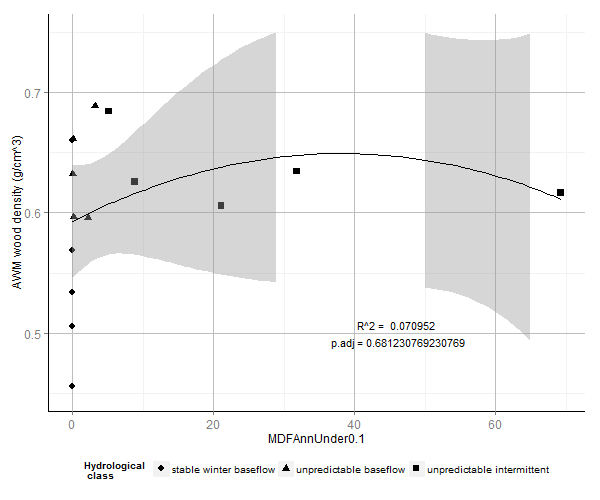 0.7
0.6
0.5
AWM wood density (g/cm^3)
R^2 = 0.070952
p.adj = 0.681230769230769
0 20 40 60
MDFAnnUnder0.1
Hydrological
class
stable winter baseflow unpredictable baseflow unpredictable intermittent